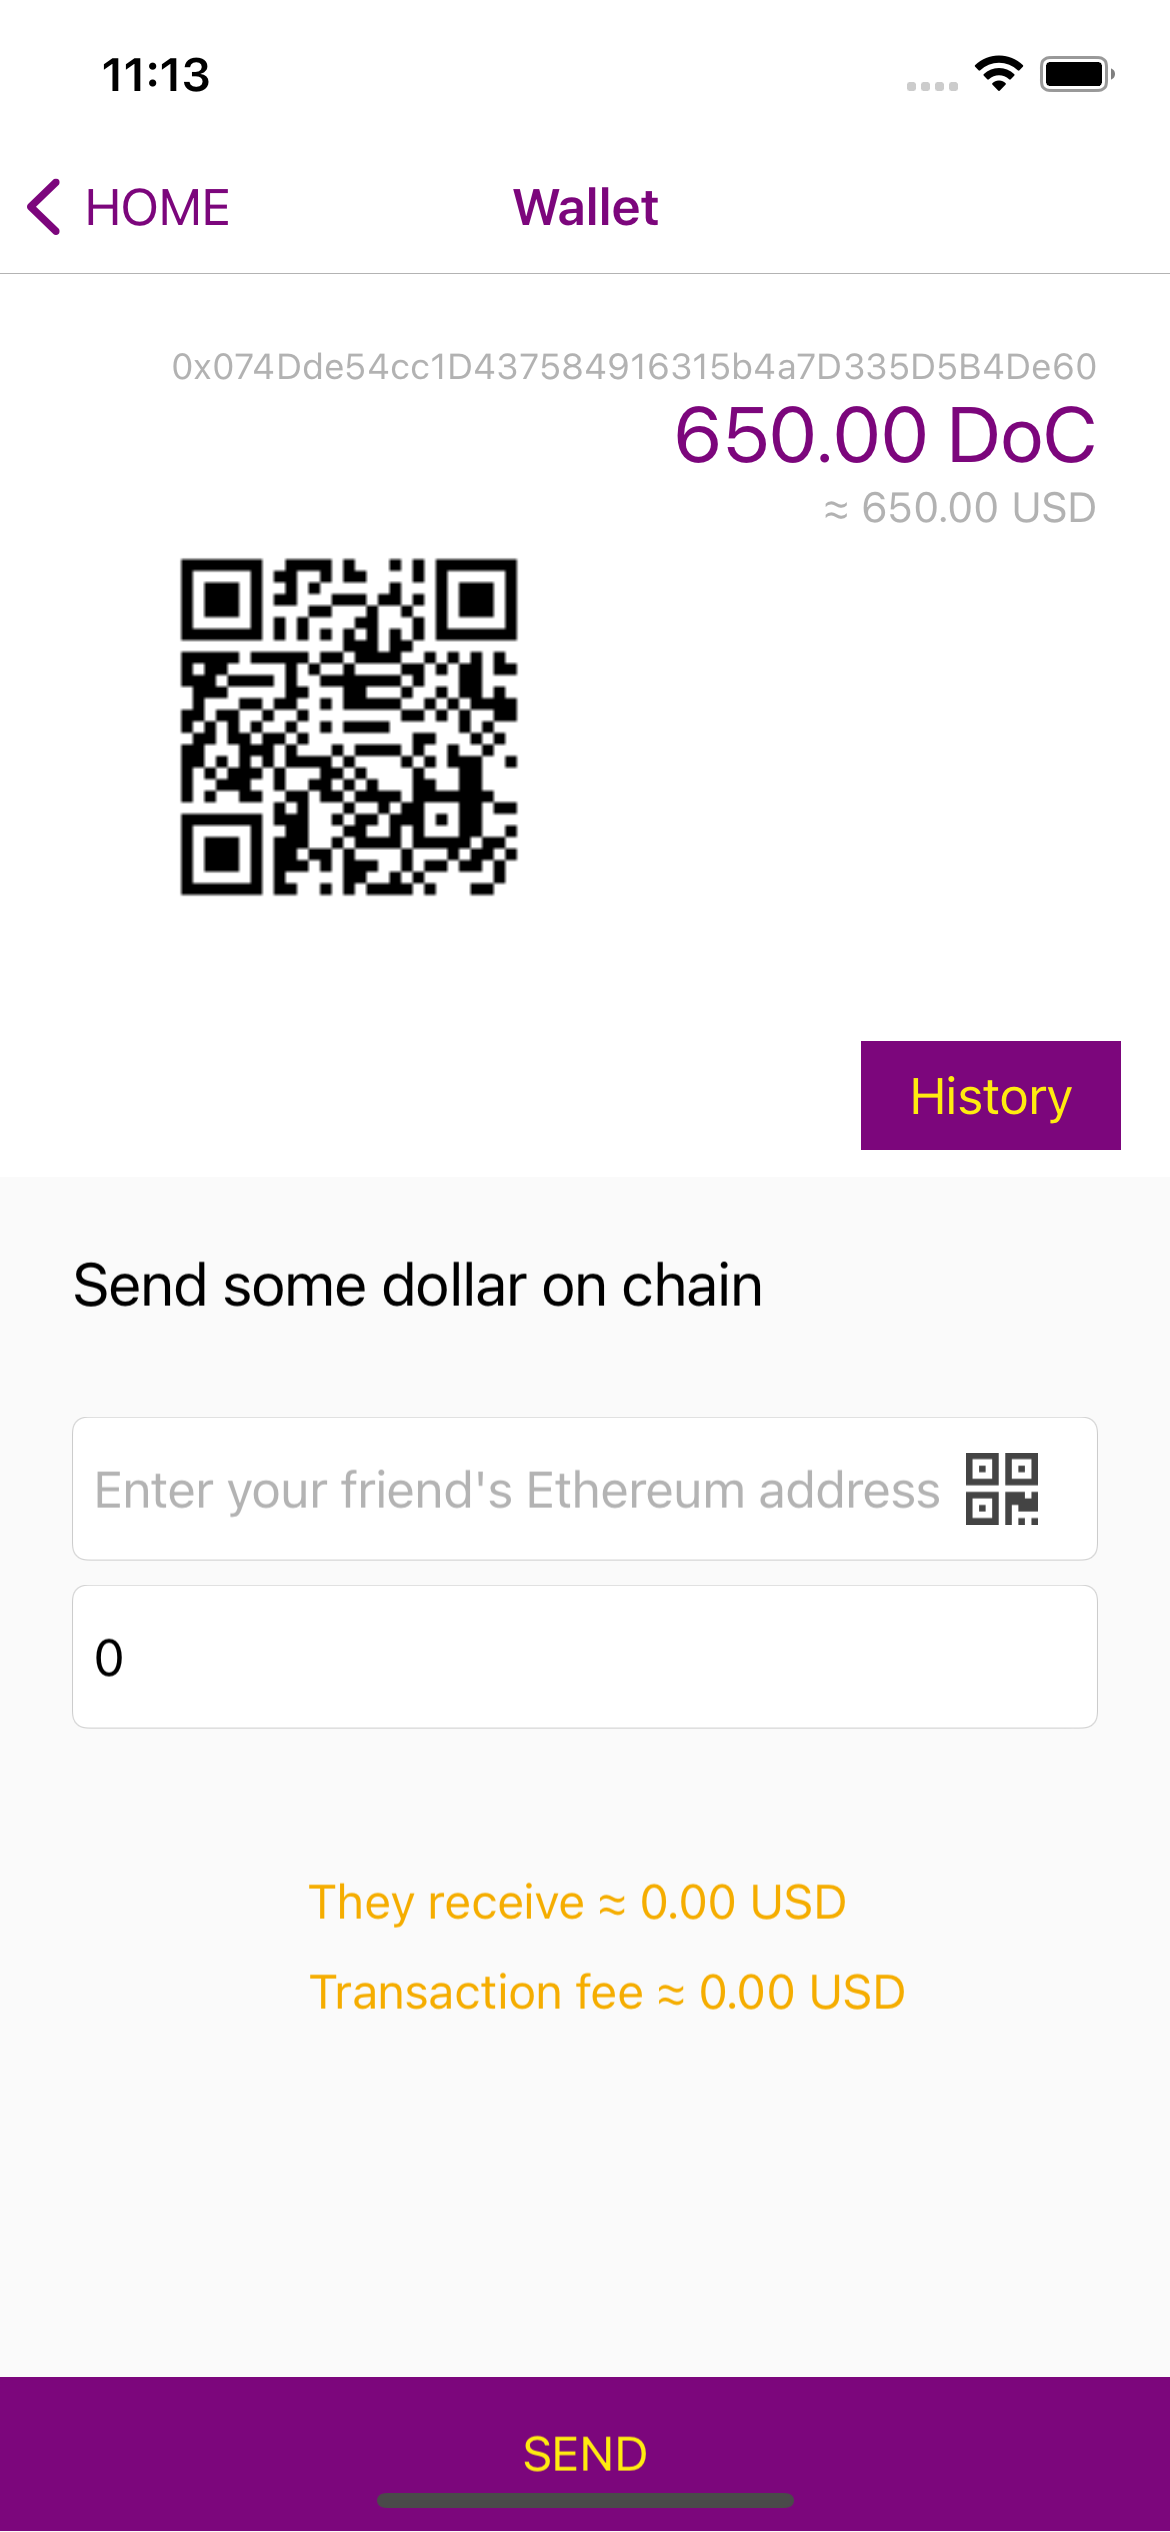 11:13
HOME
Wallet
0x074Dde54cc1D437584916315b4a7D335D5B4De60
650.00 DoC
≈ 650.00 USD
History
Send some dollar on chain
Enter your friend's Ethereum address
0
They receive ≈ 0.00 USD
Transaction fee ≈ 0.00 USD
SEND